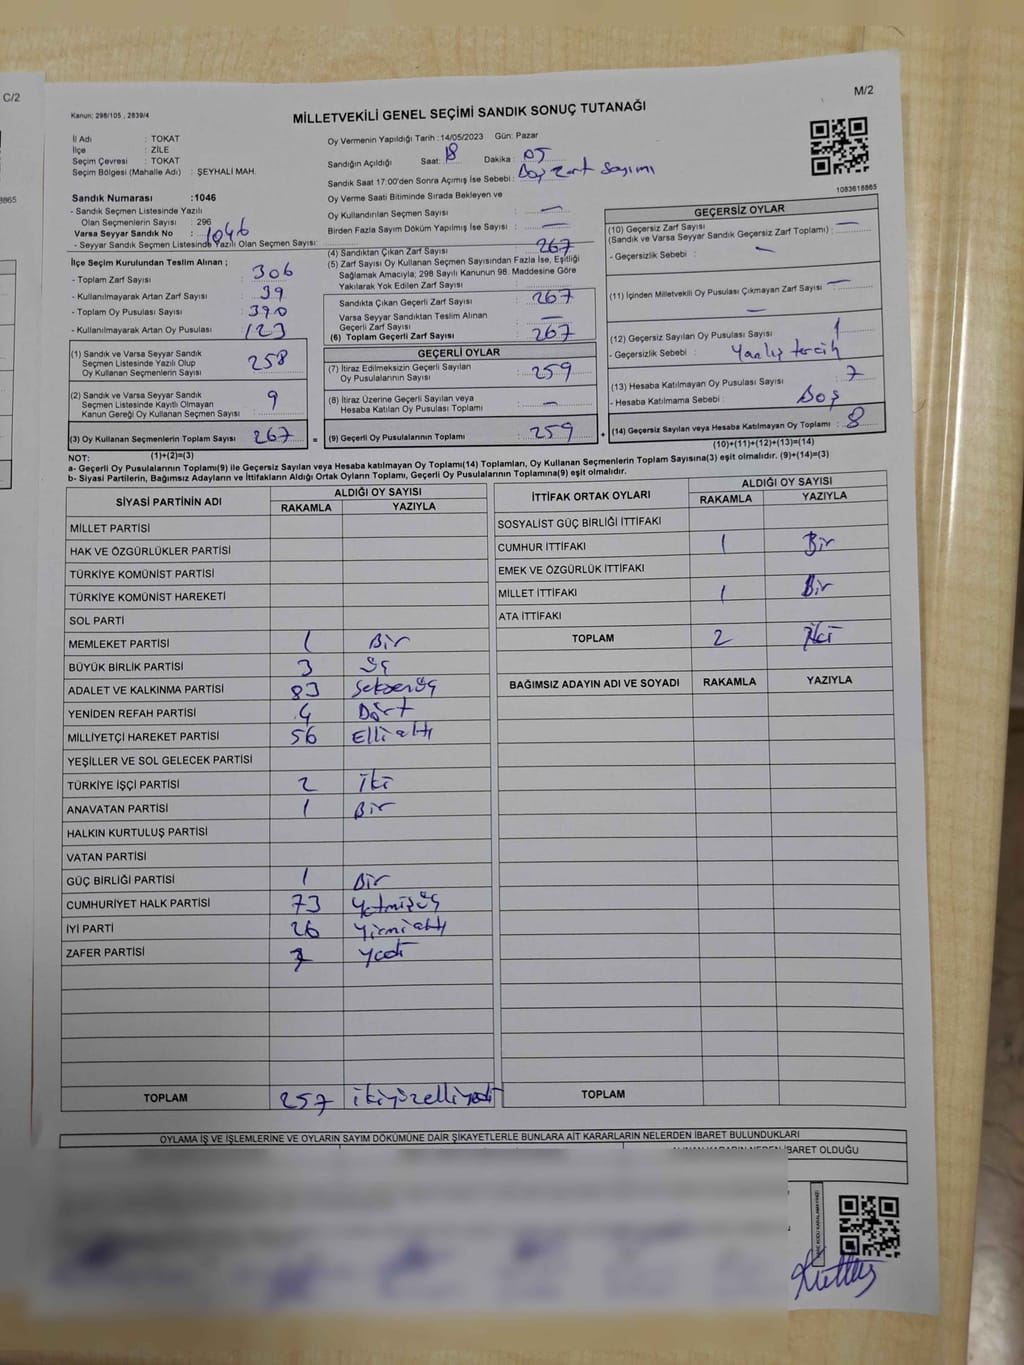 C/2
8865
M/2
Kanun; 298/105 , 2839/4
MİLLETVEKİLİ GENEL SEÇİMİ SANDIK SONUÇ TUTANAĞI
İl Adı : TOKAT
İlçe : ZİLE
Seçim Çevresi : TOKAT
Seçim Bölgesi (Mahalle Adı) : ŞEYHALİ MAH.
Sandık Numarası :1046
- Sandık Seçmen Listesinde Yazılı
Olan Seçmenlerin Sayısı : 296
Varsa Seyyar Sandık No : 1046
- Seyyar Sandık Seçmen Listesinde Yazılı Olan Seçmen Sayısı:
İlçe Seçim Kurulundan Teslim Alınan ;
- Toplam Zarf Sayısı : 306
- Kullanılmayarak Artan Zarf Sayısı : 39
- Toplam Oy Pusulası Sayısı : 390
- Kullanılmayarak Artan Oy Pusulası : 123
(1) Sandık ve Varsa Seyyar Sandık
Seçmen Listesinde Yazılı Olup
Oy Kullanan Seçmenlerin Sayısı : 258
(2) Sandık ve Varsa Seyyar Sandık
Seçmen Listesinde Kayıtlı Olmayan
Kanun Gereği Oy Kullanan Seçmen Sayısı : 9
(3) Oy Kullanan Seçmenlerin Toplam Sayısı : 267 =
(1)+(2)=(3)
Oy Vermenin Yapıldığı Tarih : 14/05/2023 Gün: Pazar
Sandığın Açıldığı Saat: 18 Dakika : 05
Sandık Saat 17:00'den Sonra Açımış İse Sebebi : Boş zarf sayımı
Oy Verme Saati Bitiminde Sırada Bekleyen ve
Oy Kullandırılan Seçmen Sayısı : —
Birden Fazla Sayım Döküm Yapılmış İse Sayısı : —
(4) Sandıktan Çıkan Zarf Sayısı : 267
(5) Zarf Sayısı Oy Kullanan Seçmen Sayısından Fazla İse, Eşitliği
Sağlamak Amacıyla; 298 Sayılı Kanunun 98. Maddesine Göre
Yakılarak Yok Edilen Zarf Sayısı :
Sandıkta Çıkan Geçerli Zarf Sayısı : 267
Varsa Seyyar Sandıktan Teslim Alınan
Geçerli Zarf Sayısı : —
(6) Toplam Geçerli Zarf Sayısı : 267
GEÇERLİ OYLAR
(7) İtiraz Edilmeksizin Geçerli Sayılan
Oy Pusulalarının Sayısı : 259
(8) İtiraz Üzerine Geçerli Sayılan veya
Hesaba Katılan Oy Pusulası Toplamı : —
(9) Geçerli Oy Pusulalarının Toplamı : 259 +
1083618865
GEÇERSİZ OYLAR
(10) Geçersiz Zarf Sayısı
(Sandık ve Varsa Seyyar Sandık Geçersiz Zarf Toplamı) : —
- Geçersizlik Sebebi : —
(11) İçinden Milletvekili Oy Pusulası Çıkmayan Zarf Sayısı : —
—
(12) Geçersiz Sayılan Oy Pusulası Sayısı : 1
- Geçersizlik Sebebi : Yanlış tercih
(13) Hesaba Katılmayan Oy Pusulası Sayısı : 7
- Hesaba Katılmama Sebebi : Boş
(14) Geçersiz Sayılan veya Hesaba Katılmayan Oy Toplamı : 8
(10)+(11)+(12)+(13)=(14)
NOT:
a- Geçerli Oy Pusulalarının Toplamı(9) ile Geçersiz Sayılan veya Hesaba katılmayan Oy Toplamı(14) Toplamları, Oy Kullanan Seçmenlerin Toplam Sayısına(3) eşit olmalıdır. (9)+(14)=(3)
b- Siyasi Partilerin, Bağımsız Adayların ve İttifakların Aldığı Ortak Oyların Toplamı, Geçerli Oy Pusulalarının Toplamına(9) eşit olmalıdır.
SİYASİ PARTİNİN ADI ALDIĞI OY SAYISI
RAKAMLA YAZIYLA
MİLLET PARTİSİ
HAK VE ÖZGÜRLÜKLER PARTİSİ
TÜRKİYE KOMÜNİST PARTİSİ
TÜRKİYE KOMÜNİST HAREKETİ
SOL PARTİ
MEMLEKET PARTİSİ 1 Bir
BÜYÜK BİRLİK PARTİSİ 3 üç
ADALET VE KALKINMA PARTİSİ 83 Seksenüç
YENİDEN REFAH PARTİSİ 4 Dört
MİLLİYETÇİ HAREKET PARTİSİ 56 Elli altı
YEŞİLLER VE SOL GELECEK PARTİSİ
TÜRKİYE İŞÇİ PARTİSİ 2 İki
ANAVATAN PARTİSİ 1 Bir
HALKIN KURTULUŞ PARTİSİ
VATAN PARTİSİ
GÜÇ BİRLİĞİ PARTİSİ 1 Bir
CUMHURİYET HALK PARTİSİ 73 Yetmişüç
İYİ PARTİ 26 Yirmialtı
ZAFER PARTİSİ 7 Yedi
TOPLAM 257 ikiyüzelliyedi
İTTİFAK ORTAK OYLARI ALDIĞI OY SAYISI
RAKAMLA YAZIYLA
SOSYALİST GÜÇ BİRLİĞİ İTTİFAKI
CUMHUR İTTİFAKI 1 Bir
EMEK VE ÖZGÜRLÜK İTTİFAKI
MİLLET İTTİFAKI 1 Bir
ATA İTTİFAKI
TOPLAM 2 İki
BAĞIMSIZ ADAYIN ADI VE SOYADI RAKAMLA YAZIYLA
TOPLAM
OYLAMA İŞ VE İŞLEMLERİNE VE OYLARIN SAYIM DÖKÜMÜNE DAİR ŞİKAYETLERLE BUNLARA AİT KARARLARIN NELERDEN İBARET BULUNDUKLARI
İBARET OLDUĞU